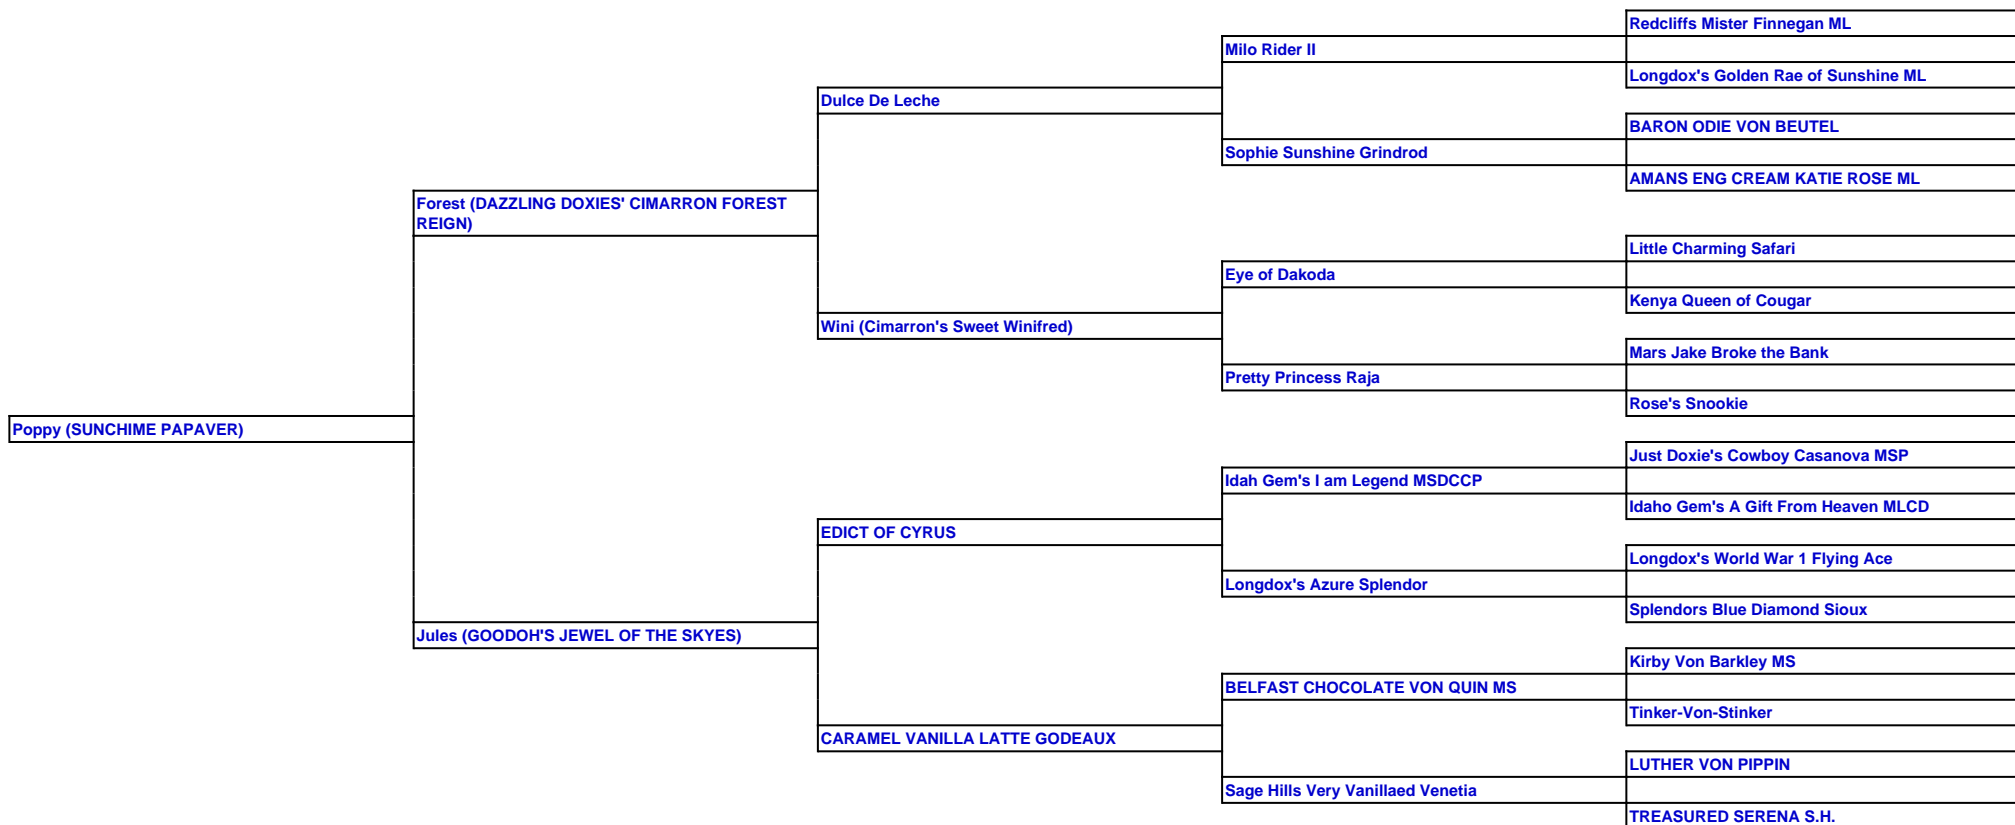 Redcliffs Mister Finnegan ML
Milo Rider II
Longdox's Golden Rae of Sunshine ML
Dulce De Leche
BARON ODIE VON BEUTEL
Sophie Sunshine Grindrod
AMANS ENG CREAM KATIE ROSE ML
Forest (DAZZLING DOXIES' CIMARRON FOREST
REIGN)
Little Charming Safari
Eye of Dakoda
Kenya Queen of Cougar
Wini (Cimarron's Sweet Winifred)
Mars Jake Broke the Bank
Pretty Princess Raja
Rose's Snookie
Poppy (SUNCHIME PAPAVER)
Just Doxie's Cowboy Casanova MSP
Idah Gem's I am Legend MSDCCP
Idaho Gem's A Gift From Heaven MLCD
EDICT OF CYRUS
Longdox's World War 1 Flying Ace
Longdox's Azure Splendor
Splendors Blue Diamond Sioux
Jules (GOODOH'S JEWEL OF THE SKYES)
Kirby Von Barkley MS
BELFAST CHOCOLATE VON QUIN MS
Tinker-Von-Stinker
CARAMEL VANILLA LATTE GODEAUX
LUTHER VON PIPPIN
Sage Hills Very Vanillaed Venetia
TREASURED SERENA S.H.